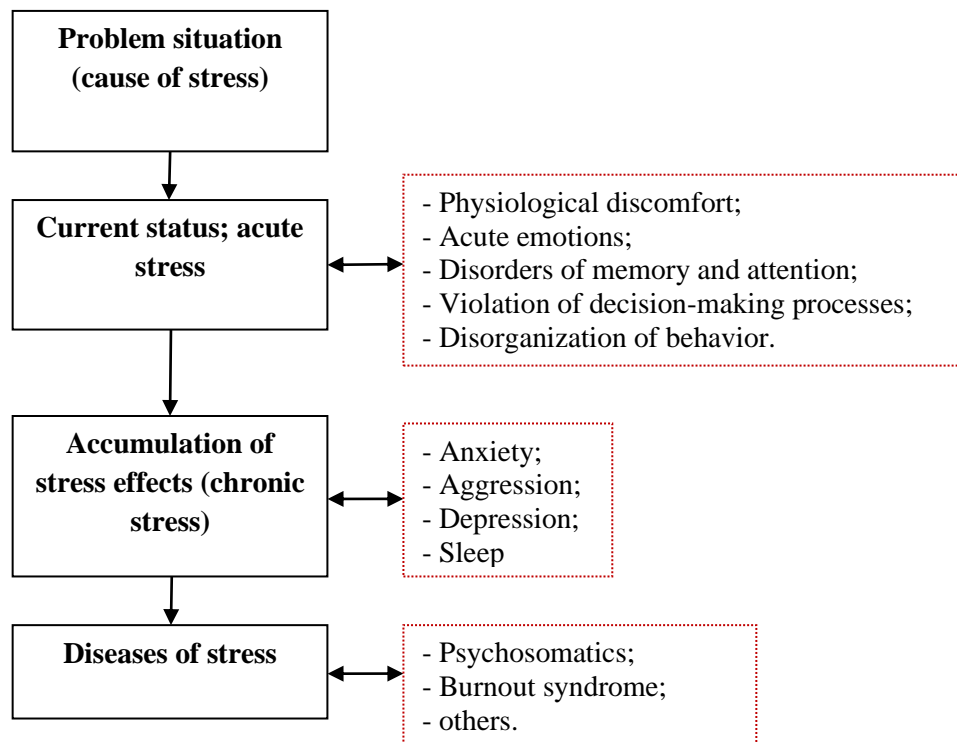 Problem situation
(cause of stress)
Current status; acute
stress
- Physiological discomfort;
- Acute emotions;
- Disorders of memory and attention;
- Violation of decision-making processes;
- Disorganization of behavior.
Accumulation of
stress effects (chronic
stress)
- Anxiety;
- Aggression;
- Depression;
- Sleep
Diseases of stress
- Psychosomatics;
- Burnout syndrome;
- others.